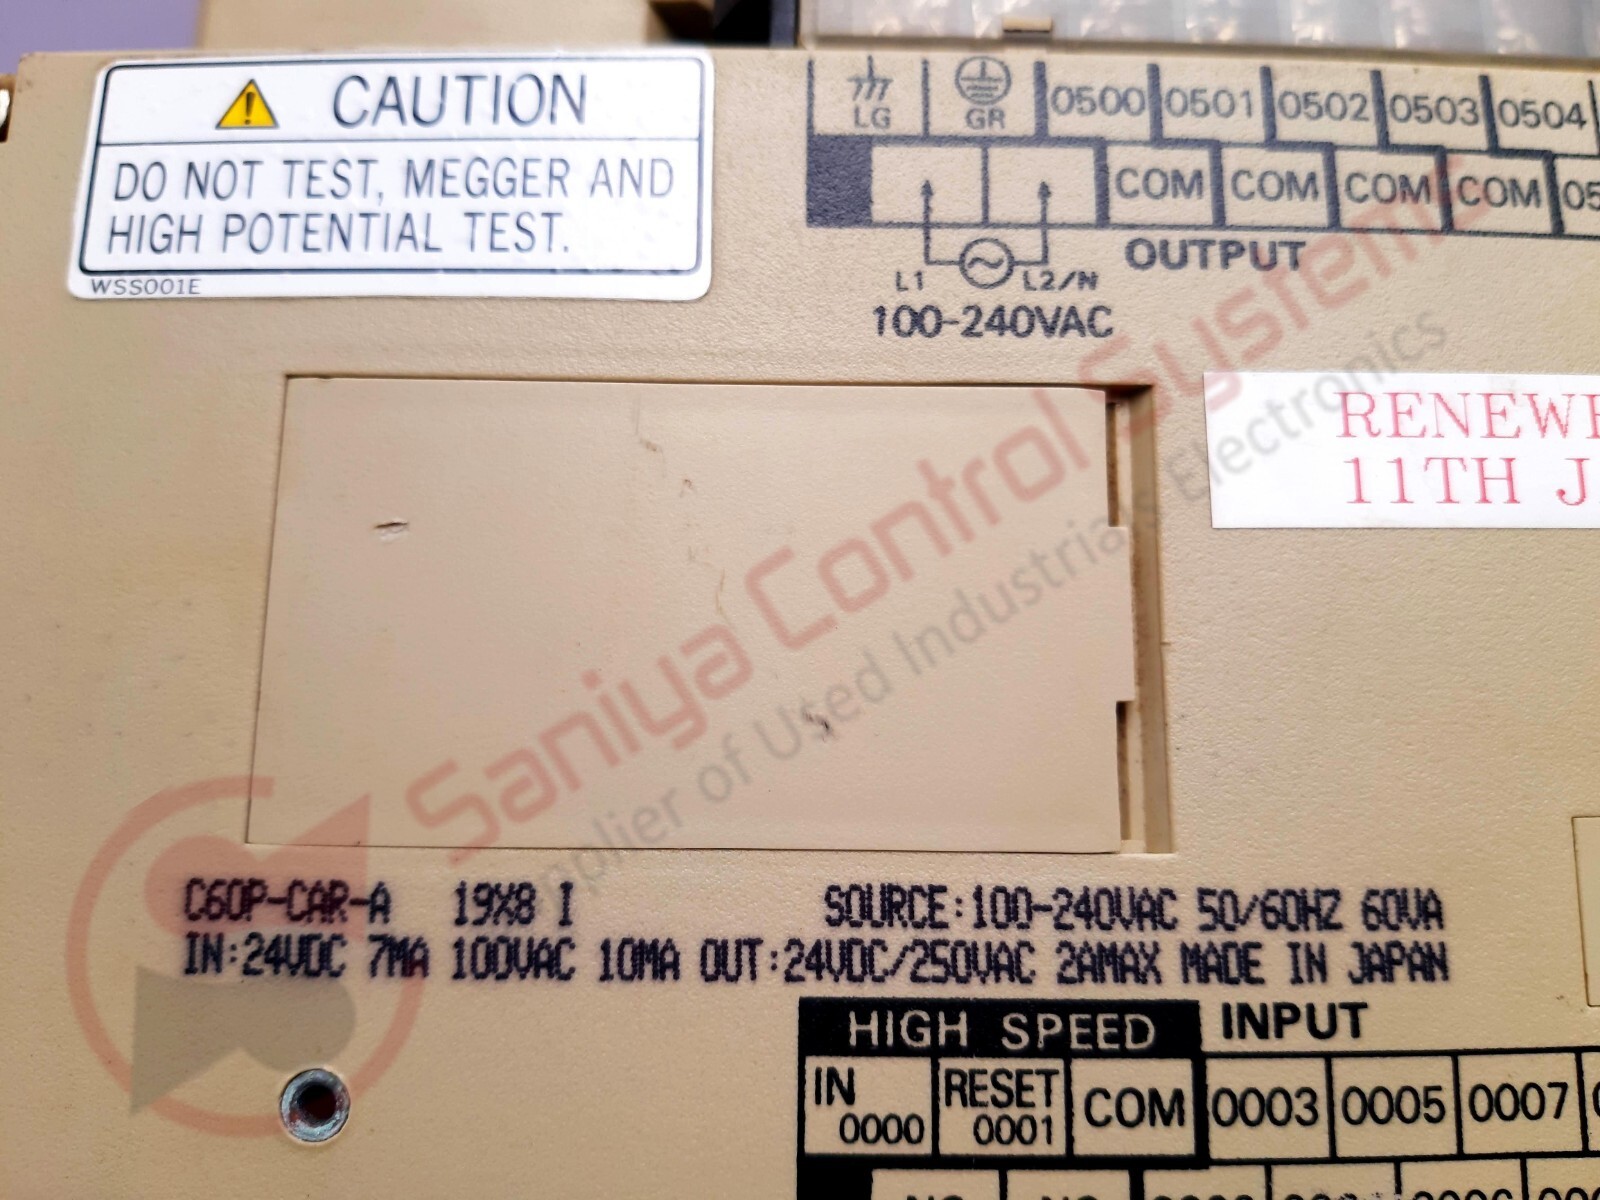 CAUTION
DO NOT TEST, MEGGER AND
HIGH POTENTIAL TEST.
WSS001E
LG GR 0500 0501 0502 0503 0504
COM COM COM COM
L1 L2/N OUTPUT
100-240VAC
11TH
Saniya Control Systems
of Used Industrial Electronics
C60P-CAR-A 19X8 I SOURCE:100-240VAC 50/60HZ 60VA
IN:24VDC 7MA 100VAC 10MA OUT:24VDC/250VAC 2AMAX MADE IN JAPAN
HIGH SPEED INPUT
IN 0000 RESET 0001 COM 0003 0005 0007